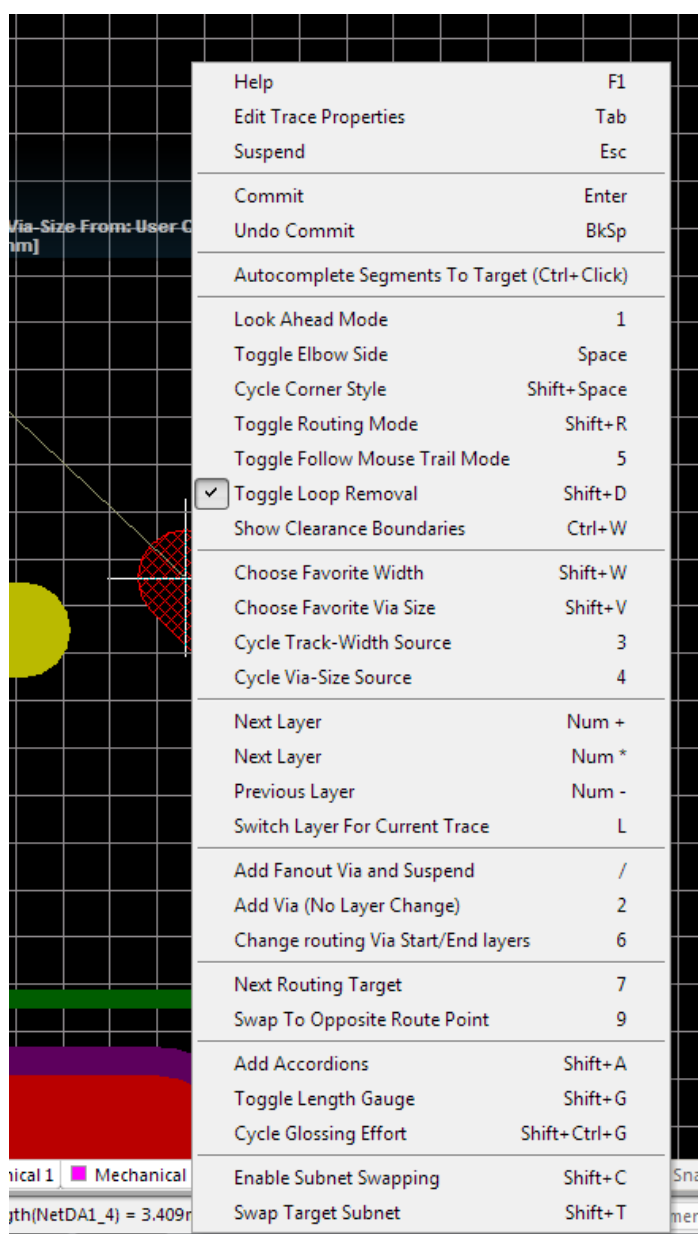 Help F1
Edit Trace Properties Tab
Suspend Esc
Commit Enter
Via-Size From: User
Undo Commit BkSp
Autocomplete Segments To Target (Ctrl+Click)
Look Ahead Mode 1
Toggle Elbow Side Space
Cycle Corner Style Shift+Space
Toggle Routing Mode Shift+R
Toggle Follow Mouse Trail Mode 5
Toggle Loop Removal Shift+D
Show Clearance Boundaries Ctrl+W
Choose Favorite Width Shift+W
Choose Favorite Via Size Shift+V
Cycle Track-Width Source 3
Cycle Via-Size Source 4
Next Layer Num +
Next Layer Num *
Previous Layer Num -
Switch Layer For Current Trace L
Add Fanout Via and Suspend /
Add Via (No Layer Change) 2
Change routing Via Start/End layers 6
Next Routing Target 7
Swap To Opposite Route Point 9
Add Accordions Shift+A
Toggle Length Gauge Shift+G
Cycle Glossing Effort Shift+Ctrl+G
nical 1 Mechanical Enable Subnet Swapping Shift+C Sna
gth(NetDA1_4) = 3.409 Swap Target Subnet Shift+T mer